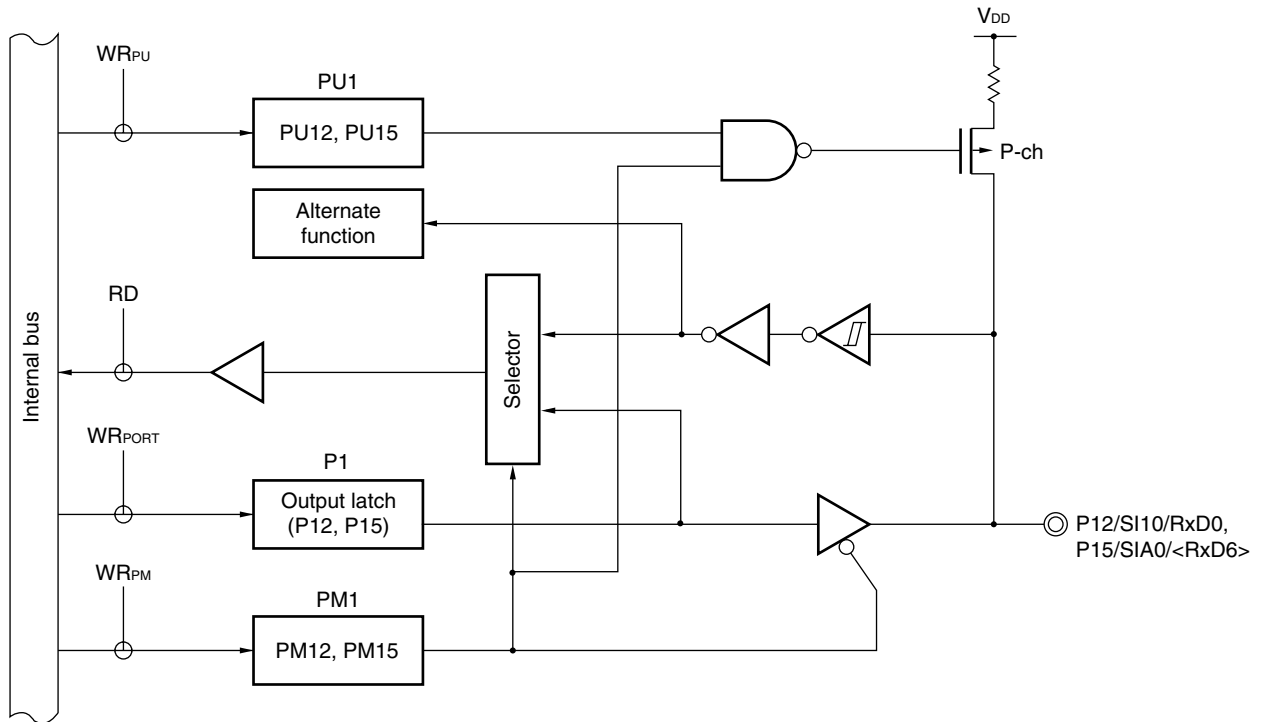 VDD
WRPU
PU1
PU12, PU15
P-ch
Alternate
function
RD
Internal bus
Selector
WRPORT
P1
Output latch
(P12, P15)
P12/SI10/RxD0,
P15/SIA0/<RxD6>
WRPM
PM1
PM12, PM15